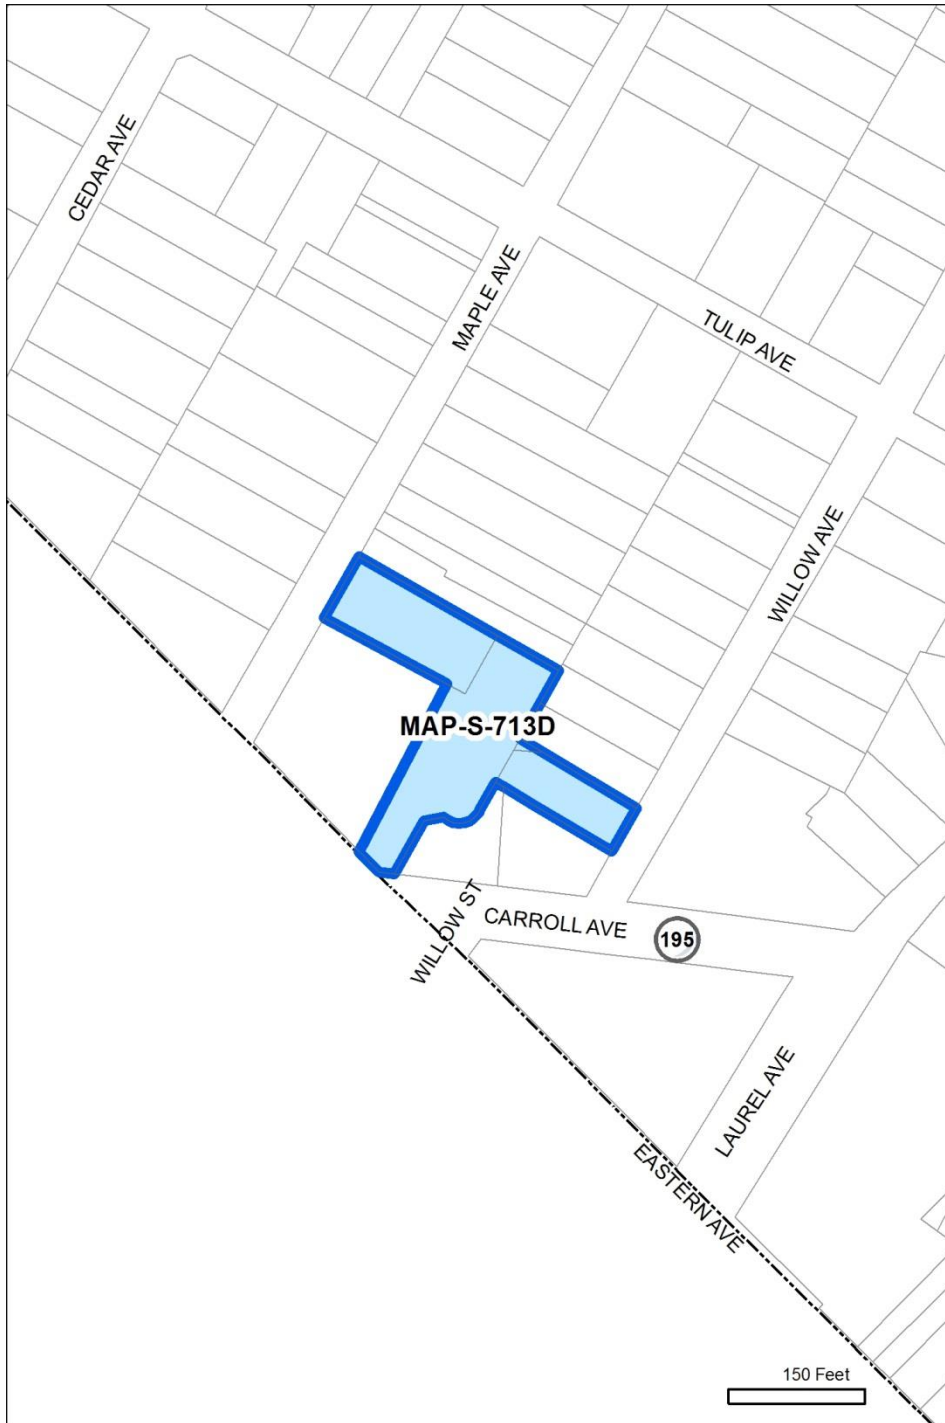 CEDAR AVE
MAPLE AVE
TULIP AVE
WILLOW AVE
MAP-S-713D
WILLOW ST
CARROLL AVE
195
LAUREL AVE
EASTERN AVE
150 Feet